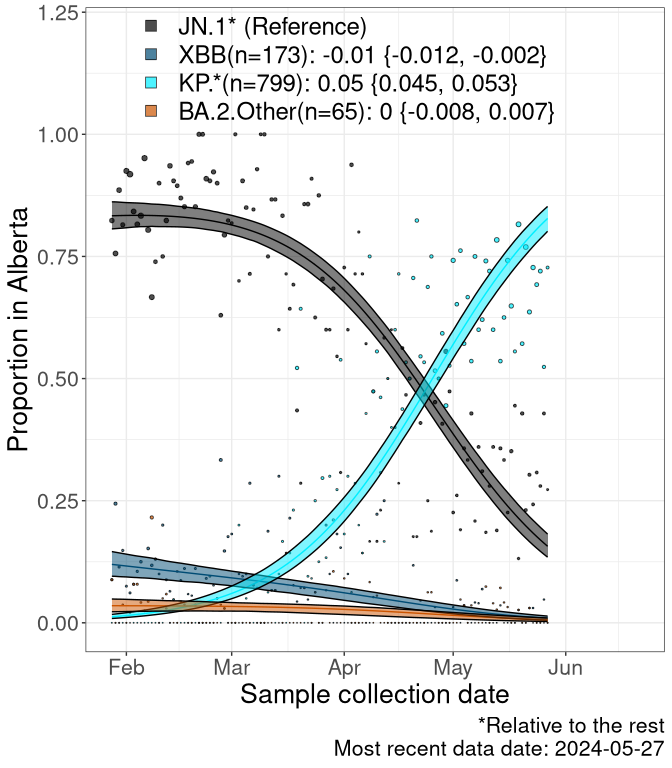 JN.1* (Reference)
XBB(n=173): -0.01 {-0.012, -0.002}
KP.*(n=799): 0.05 {0.045, 0.053}
BA.2.Other(n=65): 0 {-0.008, 0.007}
Proportion in Alberta
1.25
1.00
0.75
0.50
0.25
0.00
Feb Mar Apr May Jun
Sample collection date
*Relative to the rest
Most recent data date: 2024-05-27